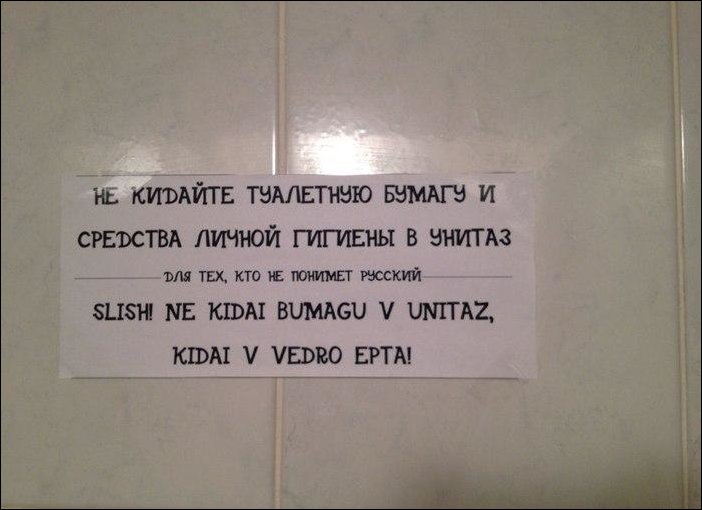 НЕ КИДАЙТЕ ТУАЛЕТНУЮ БУМАГУ И
СРЕДСТВА ЛИЧНОЙ ГИГИЕНЫ В УНИТАЗ
ДЛЯ ТЕХ, КТО НЕ ПОНИМЕТ РУССКИЙ
SLISH! NE KIDAI BUMAGU V UNITAZ,
KIDAI V VEDRO EPTA!